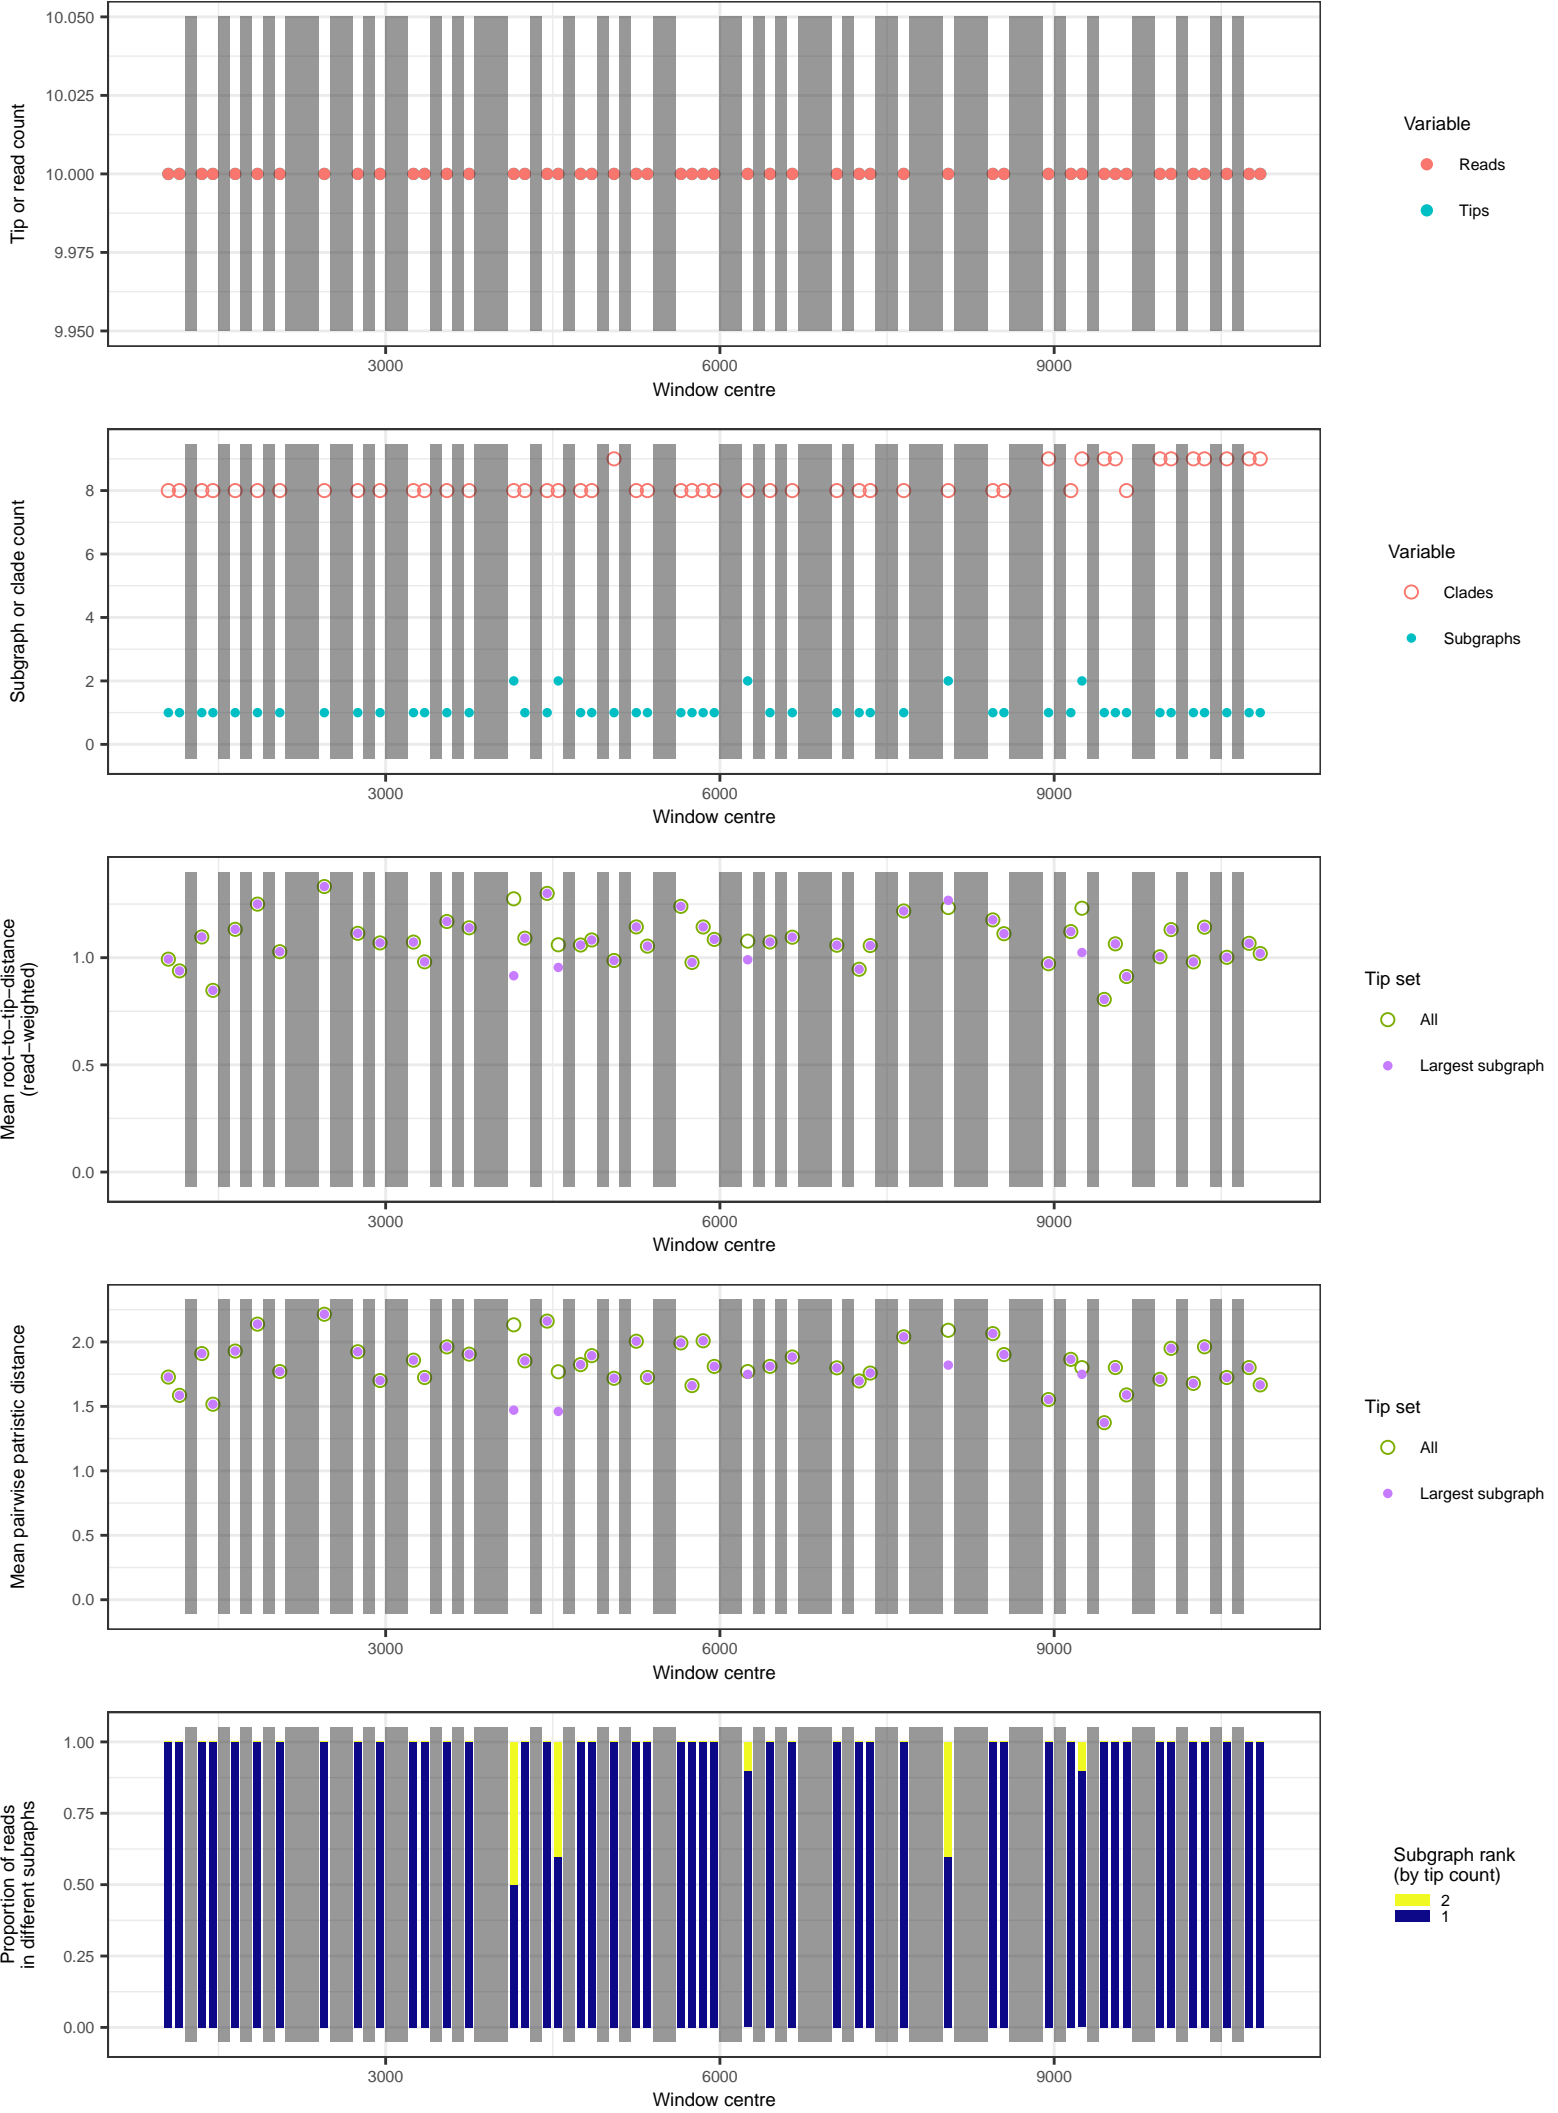 10.050
10.025
10.000
9.975
9.950
Tip or read count
3000
6000
9000
Window centre
Variable
Reads
Tips
8
6
4
2
0
Subgraph or clade count
3000
6000
9000
Window centre
Variable
Clades
Subgraphs
1.0
0.5
0.0
Mean root−to−tip−distance
(read−weighted)
3000
6000
9000
Window centre
Tip set
All
Largest subgraph
2.0
1.5
1.0
0.5
0.0
Mean pairwise patristic distance
3000
6000
9000
Window centre
Tip set
All
Largest subgraph
1.00
0.75
0.50
0.25
0.00
Proportion of reads
in different subraphs
3000
6000
9000
Window centre
Subgraph rank
(by tip count)
2
1